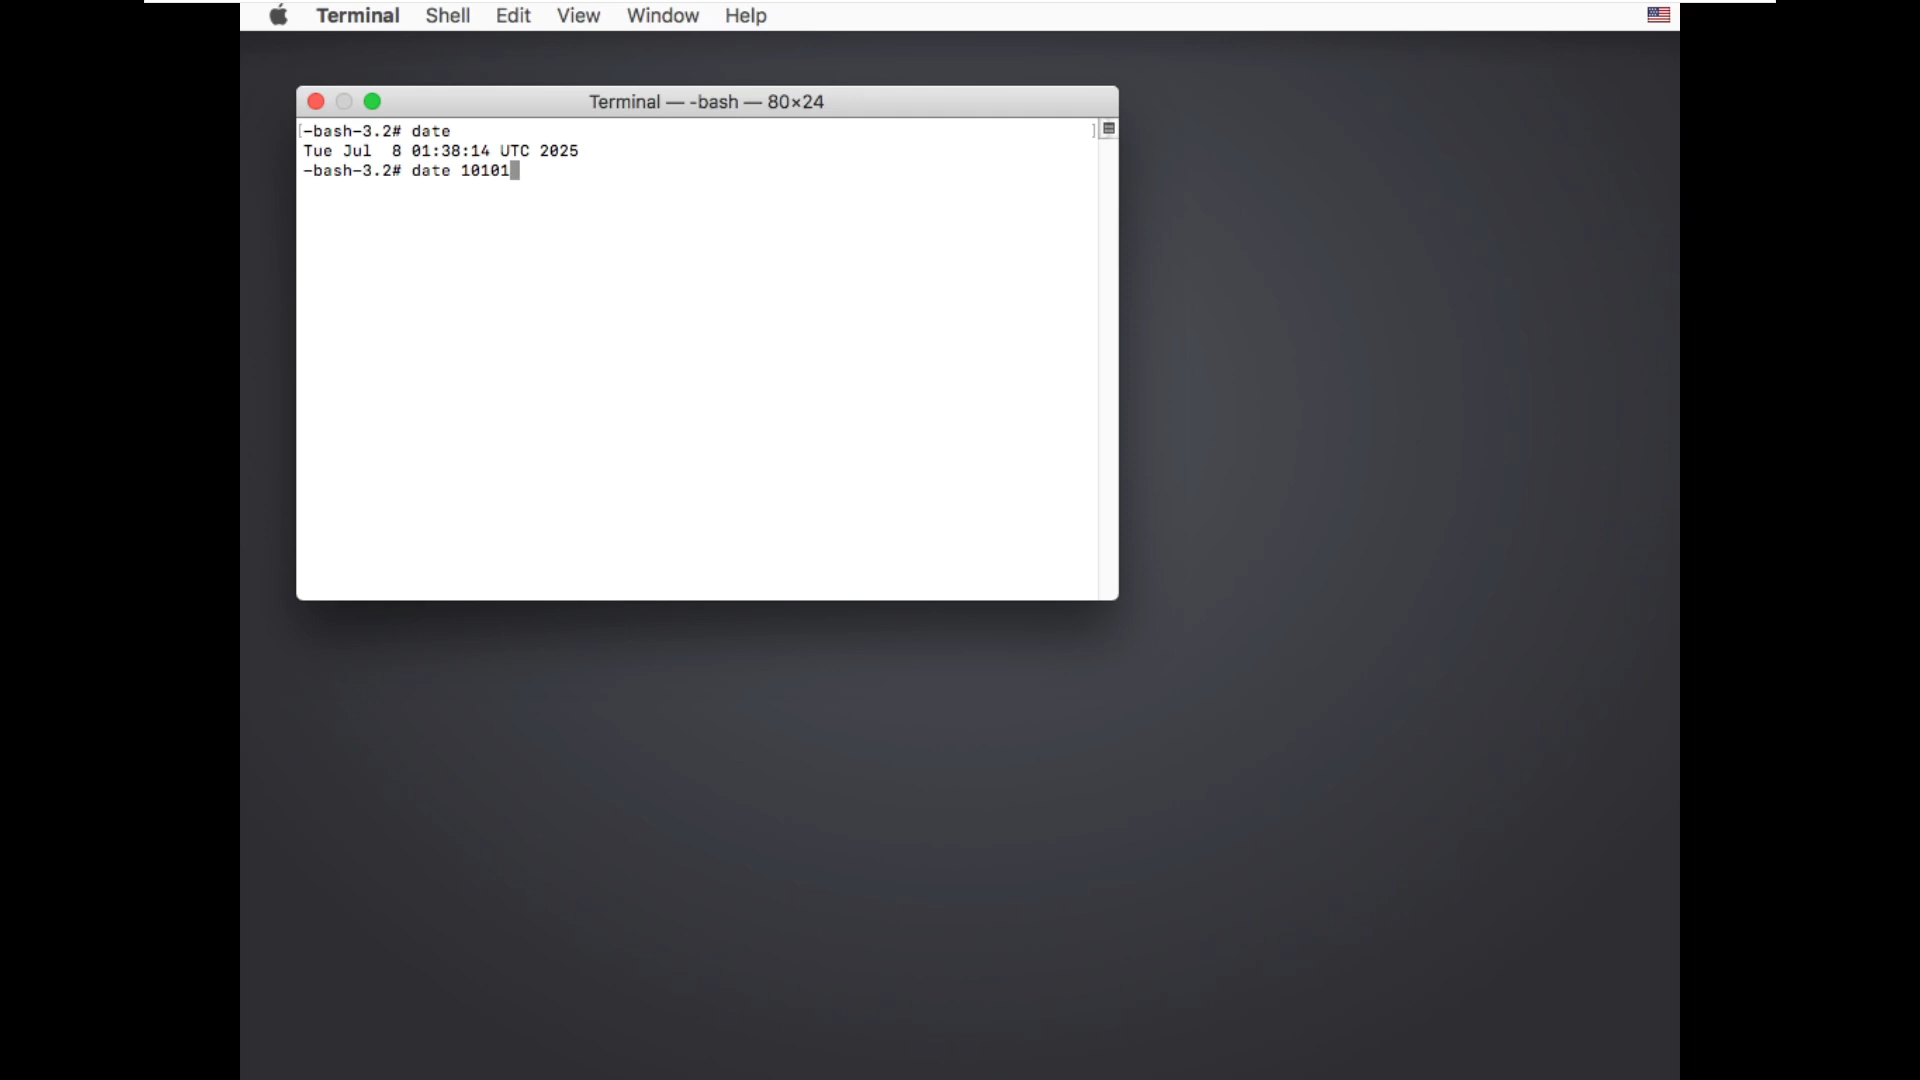 Terminal Shell Edit View Window Help
Terminal — -bash — 80×24
[-bash-3.2# date ]
Tue Jul  8 01:38:14 UTC 2025
-bash-3.2# date 10101